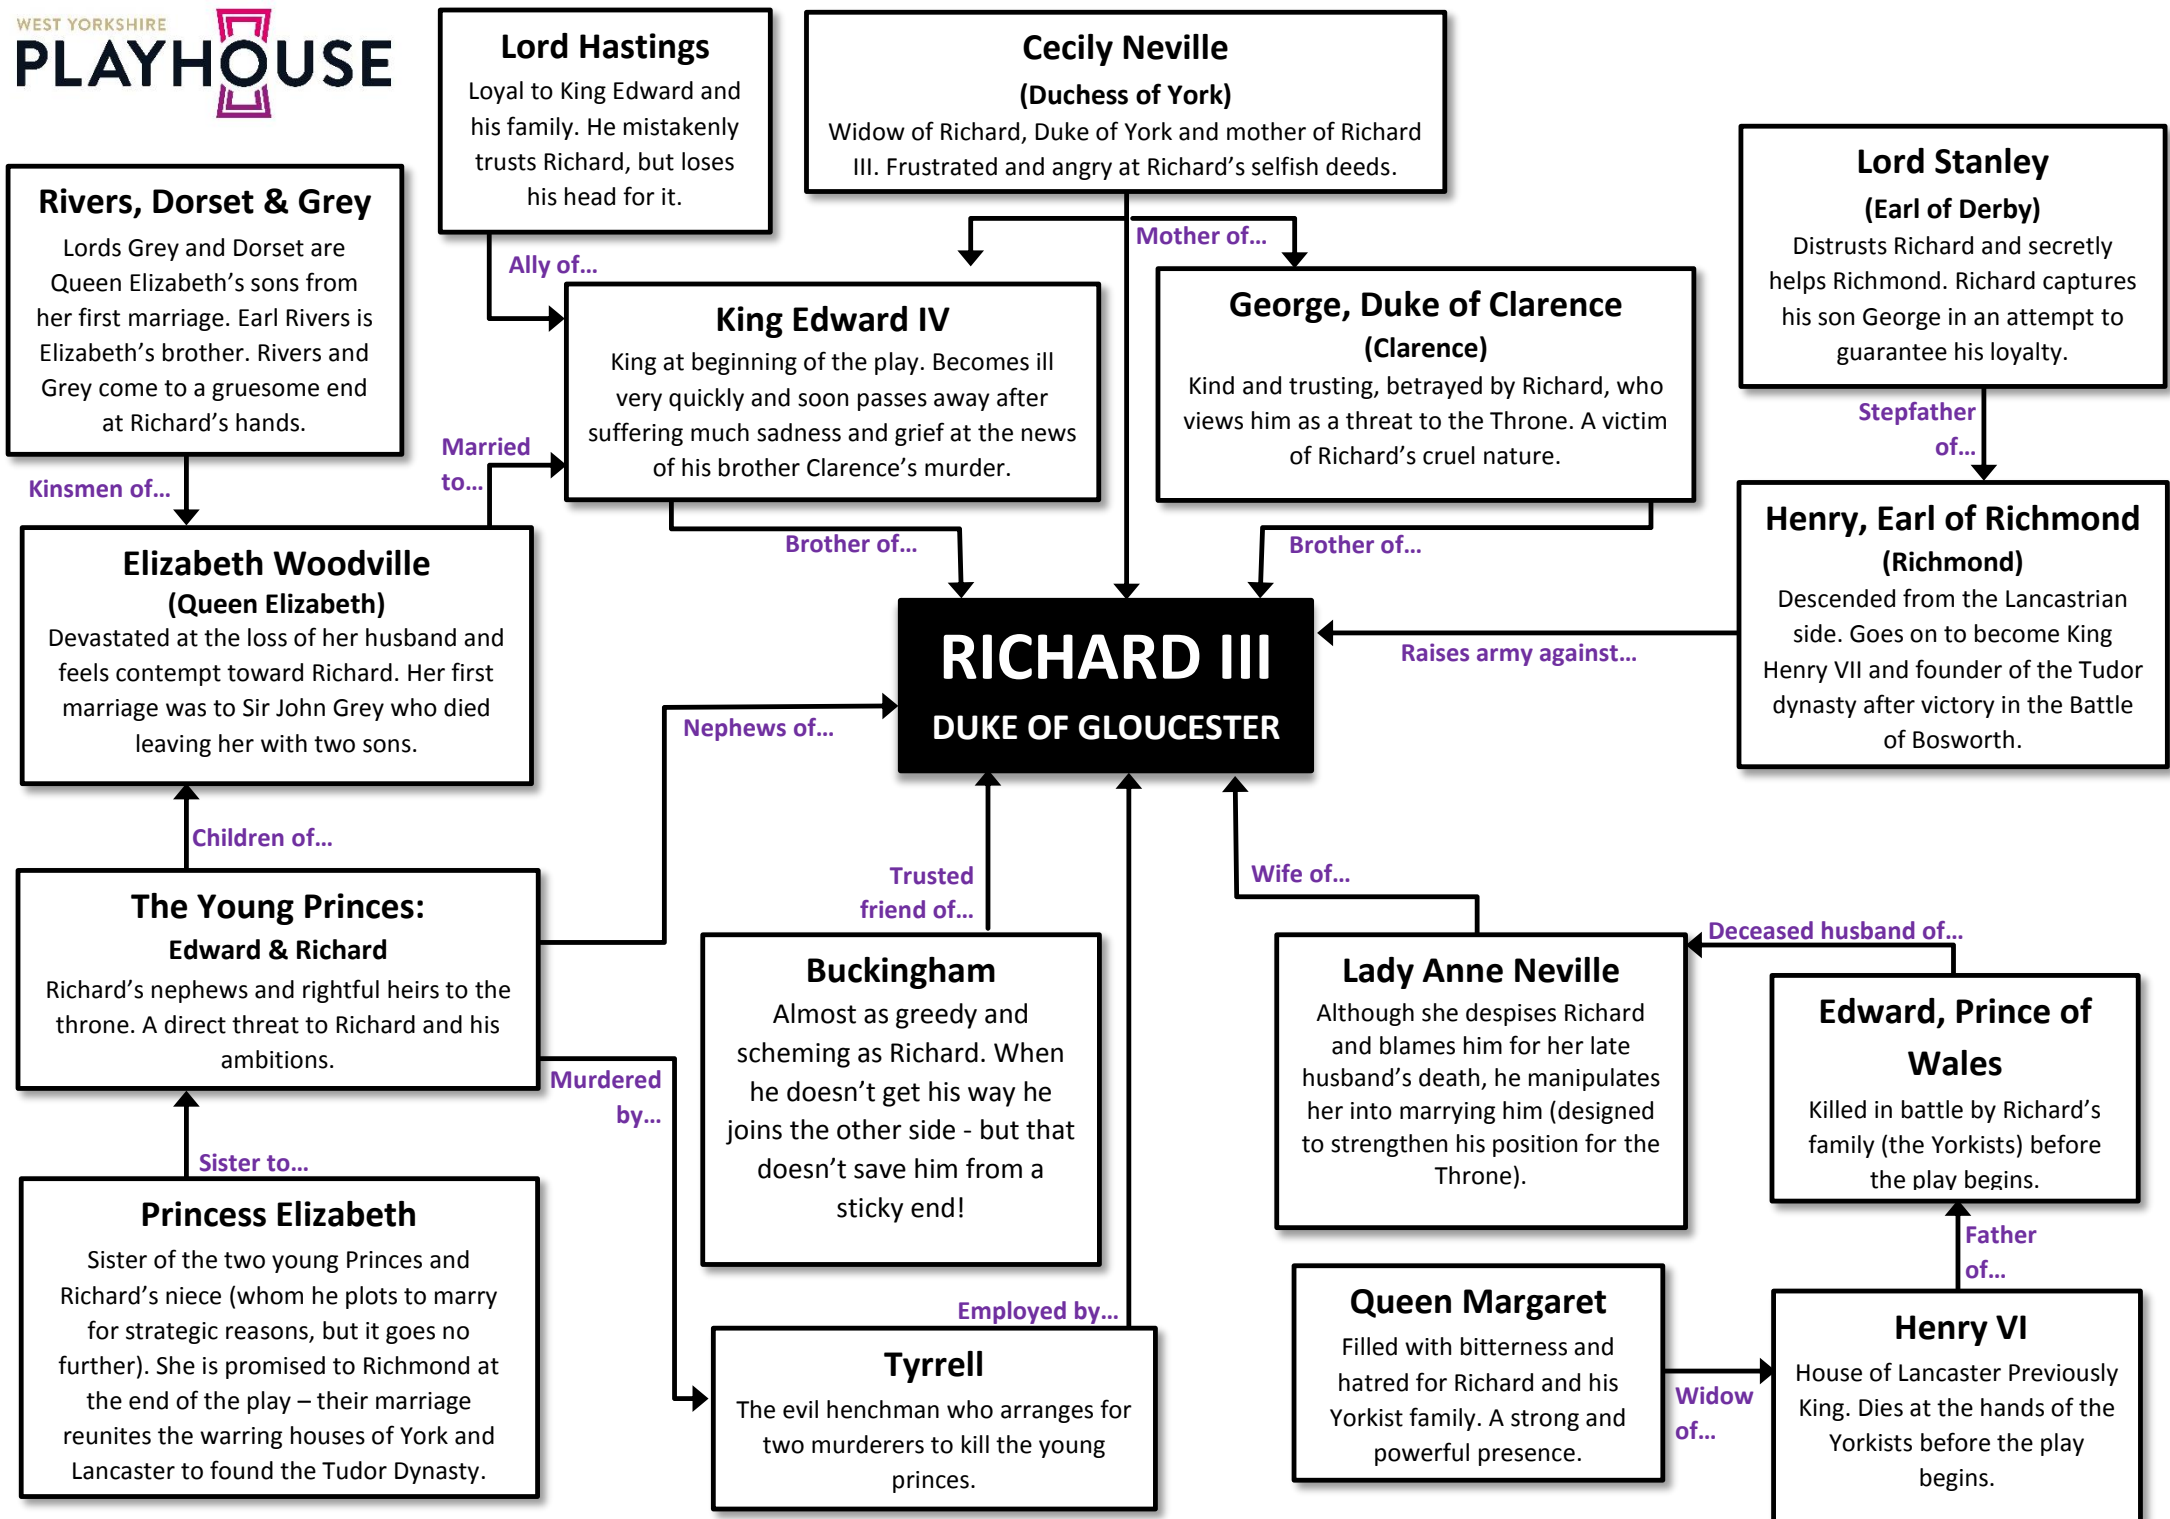 WEST YORKSHIRE
PLAYHOUSE
Lord Hastings
Loyal to King Edward and
his family. He mistakenly
trusts Richard, but loses
his head for it.
Cecily Neville
(Duchess of York)
Widow of Richard, Duke of York and mother of Richard
III. Frustrated and angry at Richard’s selfish deeds.
Lord Stanley
(Earl of Derby)
Distrusts Richard and secretly
helps Richmond. Richard captures
his son George in an attempt to
guarantee his loyalty.
Rivers, Dorset & Grey
Lords Grey and Dorset are
Queen Elizabeth’s sons from
her first marriage. Earl Rivers is
Elizabeth’s brother. Rivers and
Grey come to a gruesome end
at Richard’s hands.
Ally of…
Mother of…
King Edward IV
King at beginning of the play. Becomes ill
very quickly and soon passes away after
suffering much sadness and grief at the news
of his brother Clarence’s murder.
George, Duke of Clarence
(Clarence)
Kind and trusting, betrayed by Richard, who
views him as a threat to the Throne. A victim
of Richard’s cruel nature.
Stepfather
of…
Married
to…
Kinsmen of…
Brother of…
Brother of…
Henry, Earl of Richmond
(Richmond)
Descended from the Lancastrian
side. Goes on to become King
Henry VII and founder of the Tudor
dynasty after victory in the Battle
of Bosworth.
Elizabeth Woodville
(Queen Elizabeth)
Devastated at the loss of her husband and
feels contempt toward Richard. Her first
marriage was to Sir John Grey who died
leaving her with two sons.
RICHARD III
DUKE OF GLOUCESTER
Raises army against…
Nephews of…
Children of…
Trusted
friend of…
Wife of…
Deceased husband of…
The Young Princes:
Edward & Richard
Richard’s nephews and rightful heirs to the
throne. A direct threat to Richard and his
ambitions.
Buckingham
Almost as greedy and
scheming as Richard. When
he doesn’t get his way he
joins the other side - but that
doesn’t save him from a
sticky end!
Lady Anne Neville
Although she despises Richard
and blames him for her late
husband’s death, he manipulates
her into marrying him (designed
to strengthen his position for the
Throne).
Edward, Prince of
Wales
Killed in battle by Richard’s
family (the Yorkists) before
the play begins.
Murdered
by…
Sister to…
Princess Elizabeth
Sister of the two young Princes and
Richard’s niece (whom he plots to marry
for strategic reasons, but it goes no
further). She is promised to Richmond at
the end of the play – their marriage
reunites the warring houses of York and
Lancaster to found the Tudor Dynasty.
Employed by…
Father
of…
Tyrrell
The evil henchman who arranges for
two murderers to kill the young
princes.
Queen Margaret
Filled with bitterness and
hatred for Richard and his
Yorkist family. A strong and
powerful presence.
Widow
of…
Henry VI
House of Lancaster Previously
King. Dies at the hands of the
Yorkists before the play
begins.